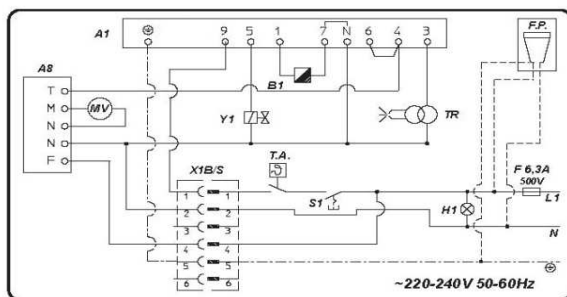 A1
9 5 1 7 N 6 4 3
F.P.
A8
T
M
N
N
F
MV
B1
Y1
TR
T.A.
X1B/S
S1
H1
F 6,3A
500V
L1
N
1 1
2 2
3 3
4 4
5 5
6 6
~220-240V 50-60Hz